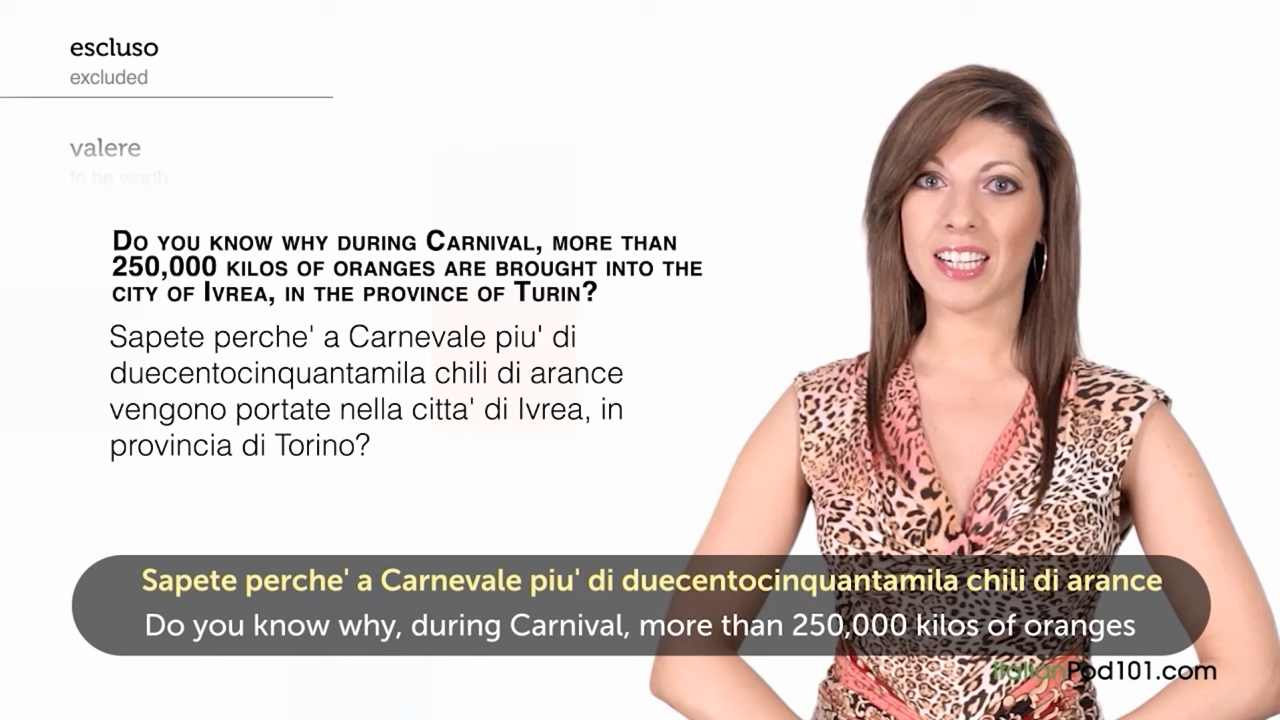 escluso
excluded
valere
to be worth
Do you know why during Carnival, more than
250,000 kilos of oranges are brought into the
city of Ivrea, in the province of Turin?
Sapete perche' a Carnevale piu' di
duecentocinquantamila chili di arance
vengono portate nella citta' di Ivrea, in
provincia di Torino?
Sapete perche' a Carnevale piu' di duecentocinquantamila chili di arance
Do you know why, during Carnival, more than 250,000 kilos of oranges
ItalianPod101.com